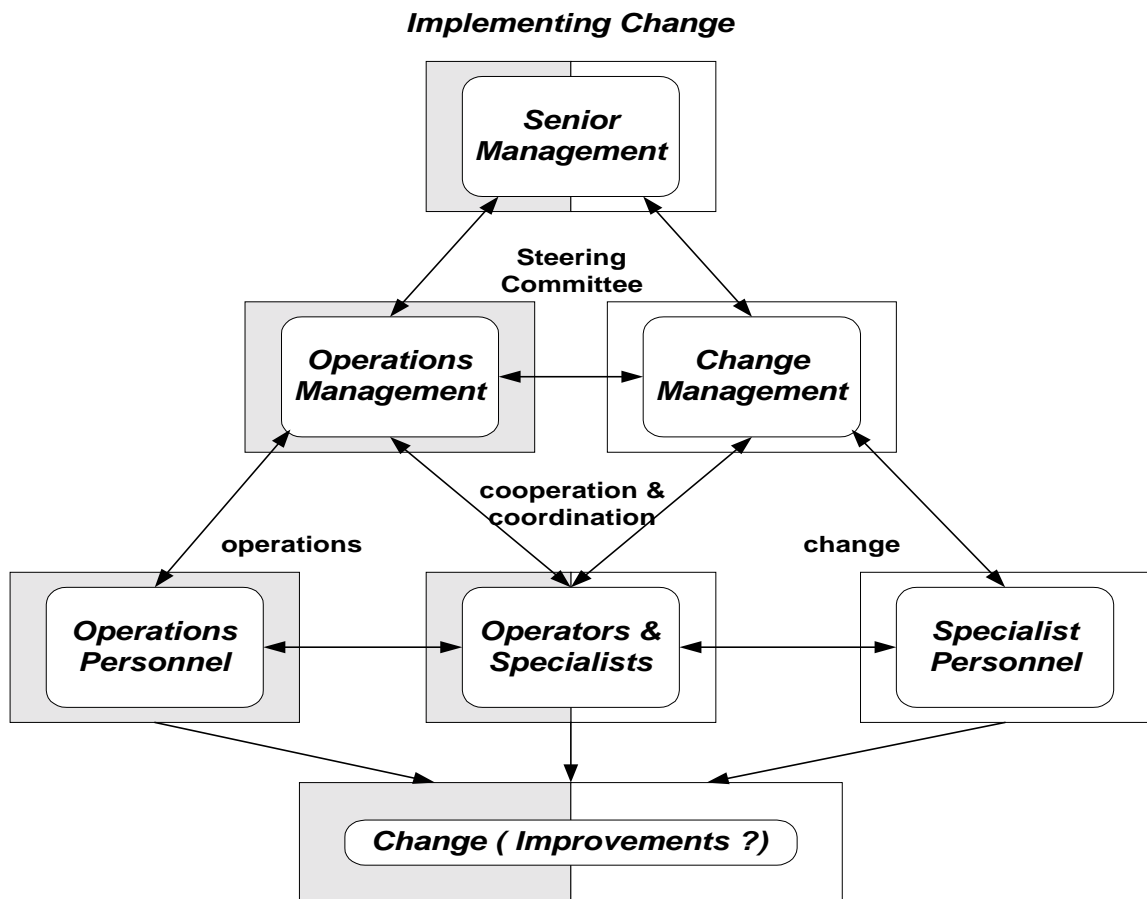 Implementing Change
Senior
Management
Steering
Committee
Operations
Management
Change
Management
cooperation &
coordination
operations
change
Operations
Personnel
Operators &
Specialists
Specialist
Personnel
Change ( Improvements ?)